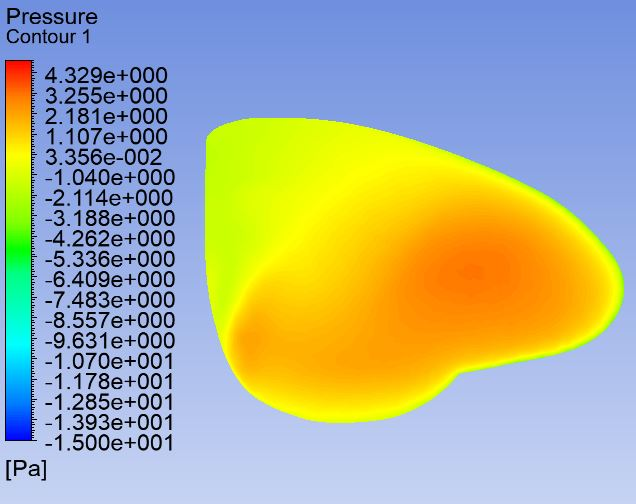 Pressure
Contour 1
4.329e+000
3.255e+000
2.181e+000
1.107e+000
3.356e-002
-1.040e+000
-2.114e+000
-3.188e+000
-4.262e+000
-5.336e+000
-6.409e+000
-7.483e+000
-8.557e+000
-9.631e+000
-1.070e+001
-1.178e+001
-1.285e+001
-1.393e+001
-1.500e+001
[Pa]